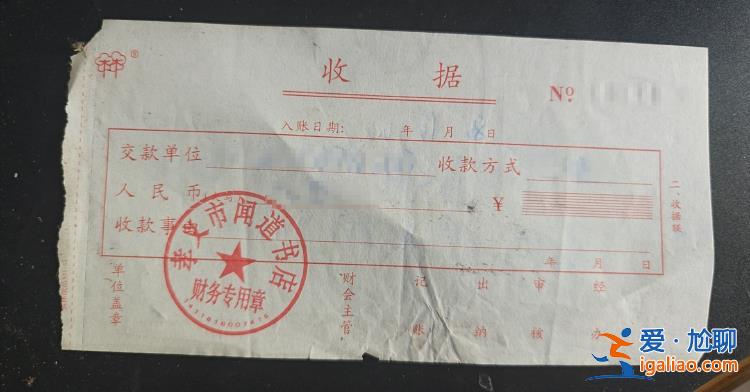 收 据
®
No.
入账日期: 年 月 日
交款单位 收款方式
人民币 ¥
收款事
年 月 日
二、收据联
单位盖章
财会主管
记账
出纳
审核
经办
孝义市闻道书店
财务专用章
爱·尬聊
igaliao.com